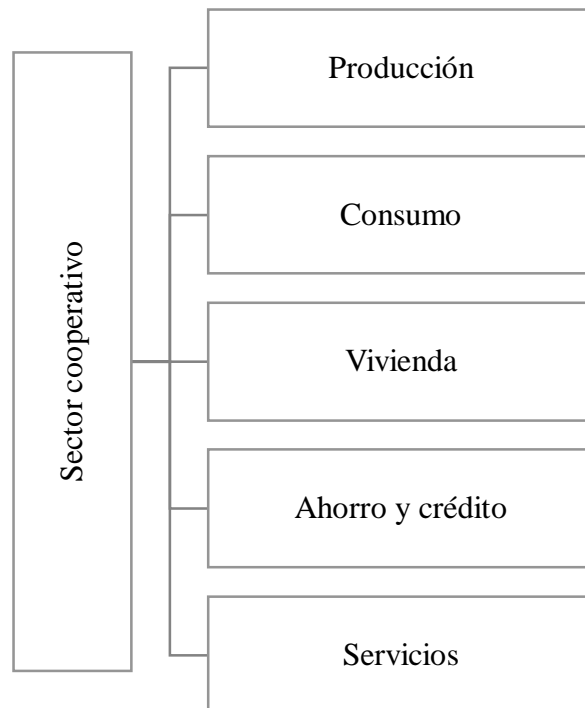 Sector cooperativo
Producción
Consumo
Vivienda
Ahorro y crédito
Servicios